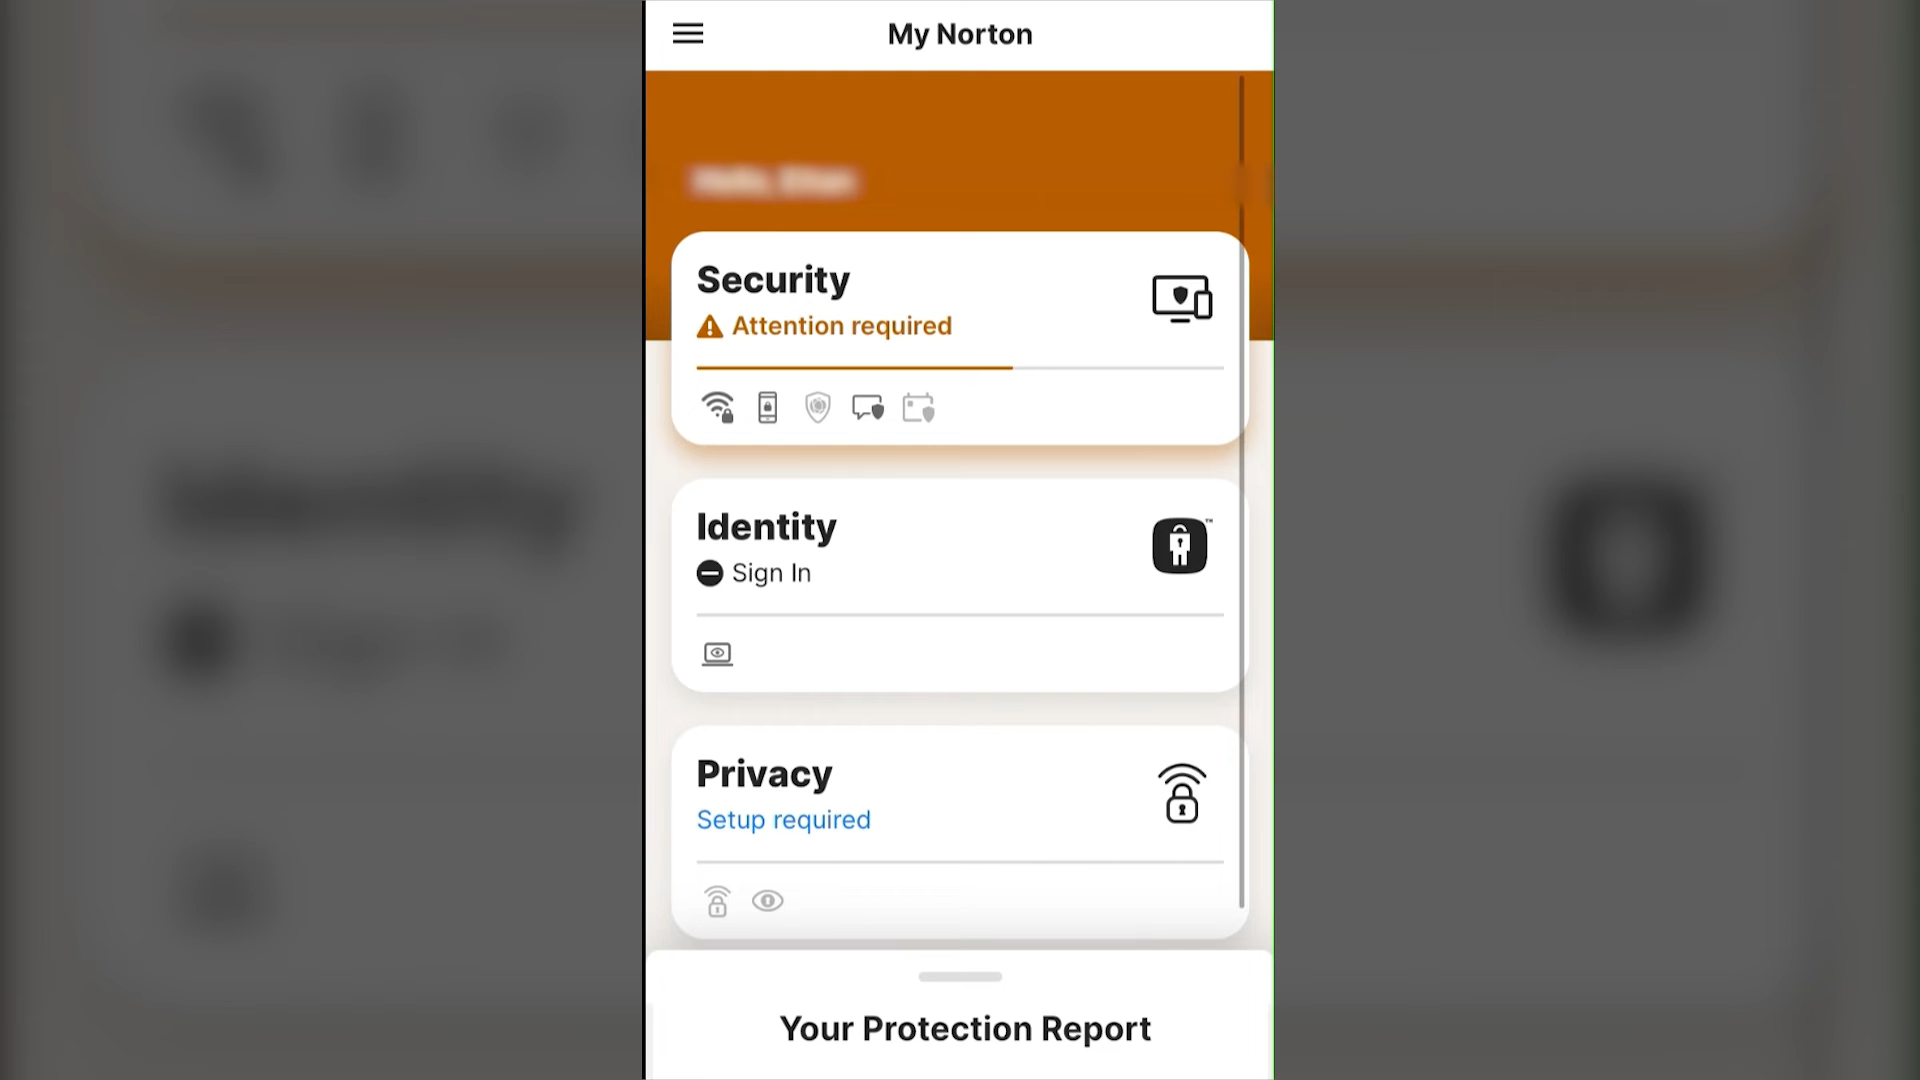 My Norton
Security
Attention required
Identity
Sign In
Privacy
Setup required
Your Protection Report